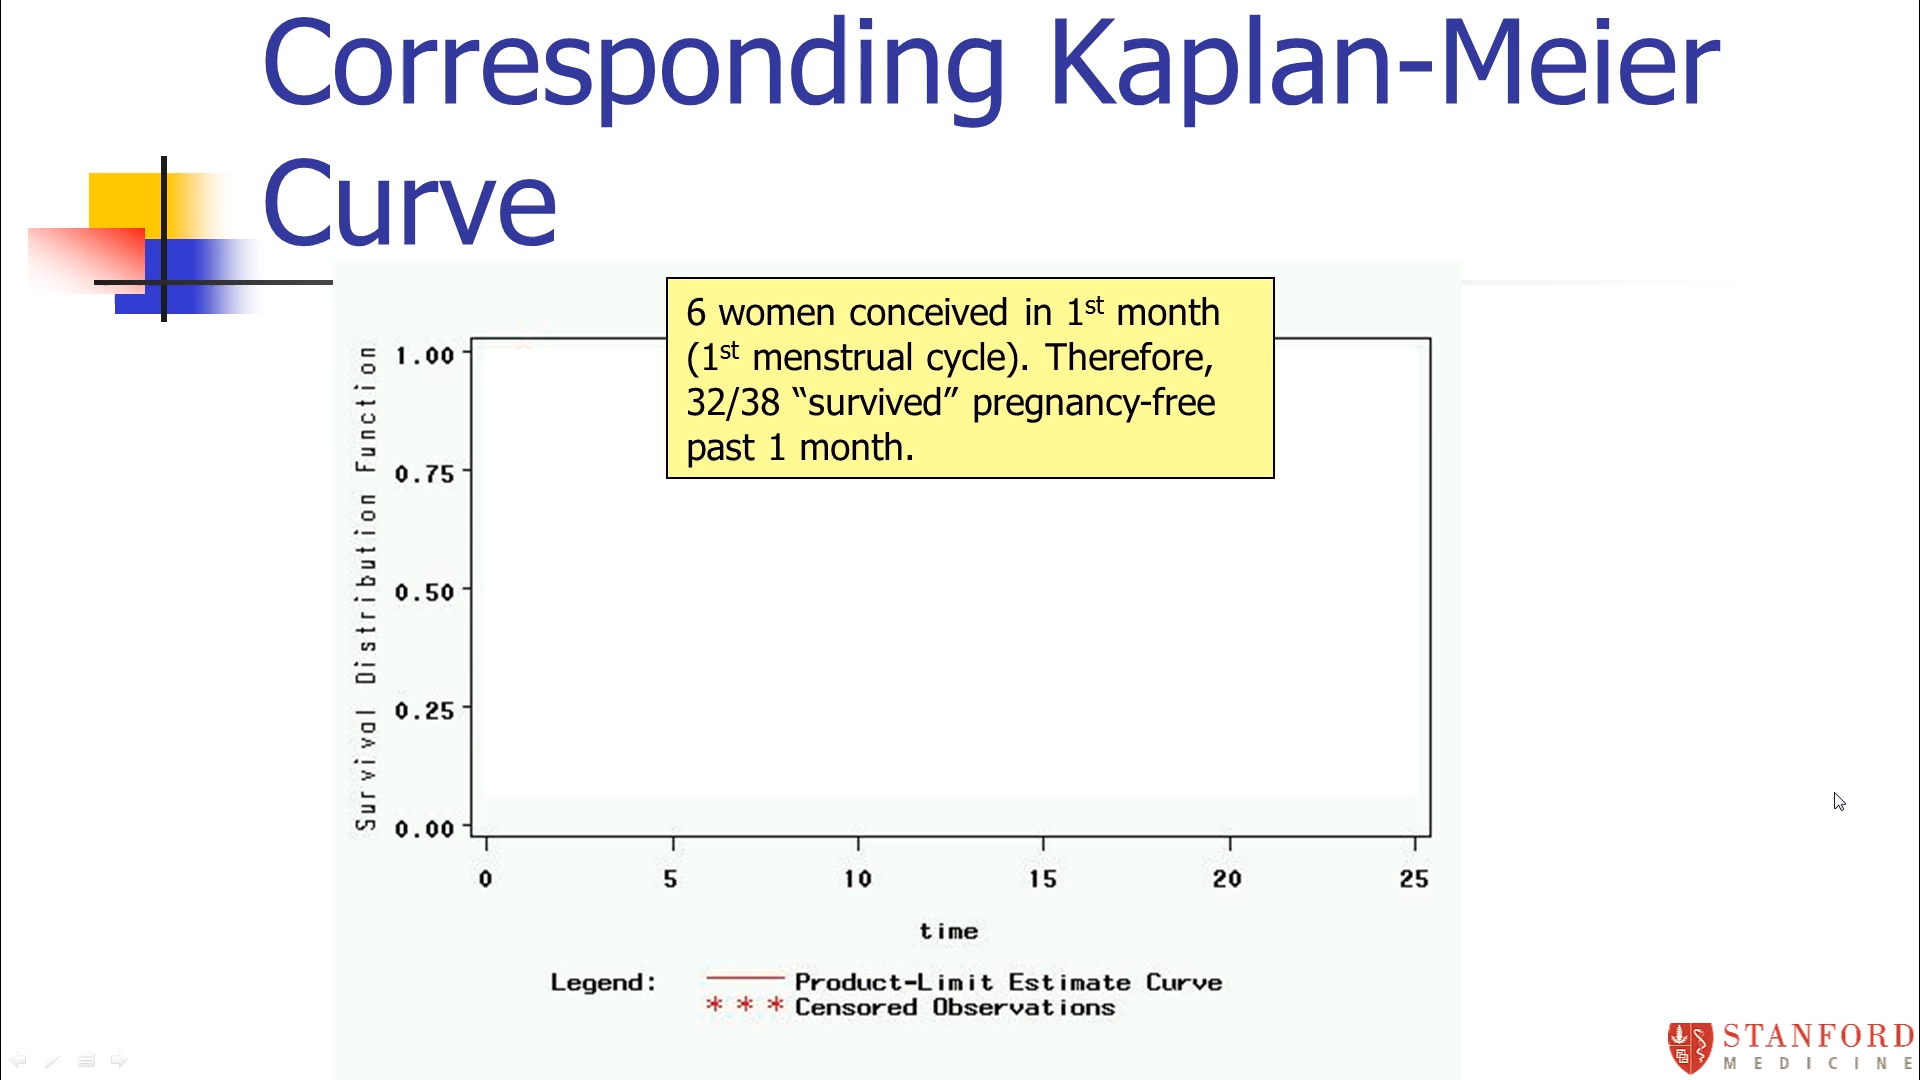 Corresponding Kaplan-Meier
Curve
6 women conceived in 1st month
(1st menstrual cycle). Therefore,
32/38 “survived” pregnancy-free
past 1 month.
Survival Distribution Function
1.00
0.75
0.50
0.25
0.00
0 5 10 15 20 25
time
Legend: Product-Limit Estimate Curve
* * * Censored Observations
STANFORD
MEDICINE